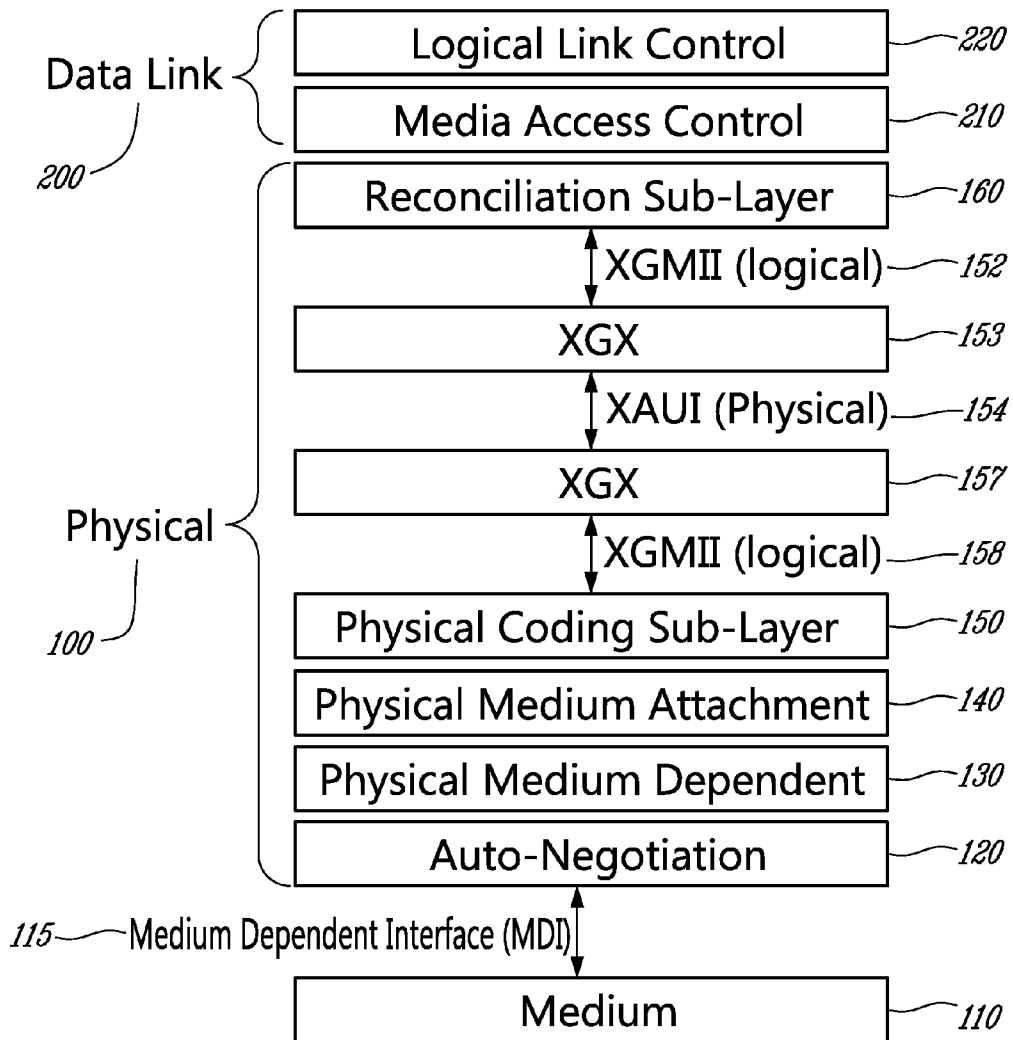 Logical Link Control
220
Data Link
Media Access Control
210
200
Reconciliation Sub-Layer
160
XGMII (logical)
152
XGX
153
XAUI (Physical)
154
XGX
157
Physical
XGMII (logical)
158
100
Physical Coding Sub-Layer
150
Physical Medium Attachment
140
Physical Medium Dependent
130
Auto-Negotiation
120
115
Medium Dependent Interface (MDI)
Medium
110